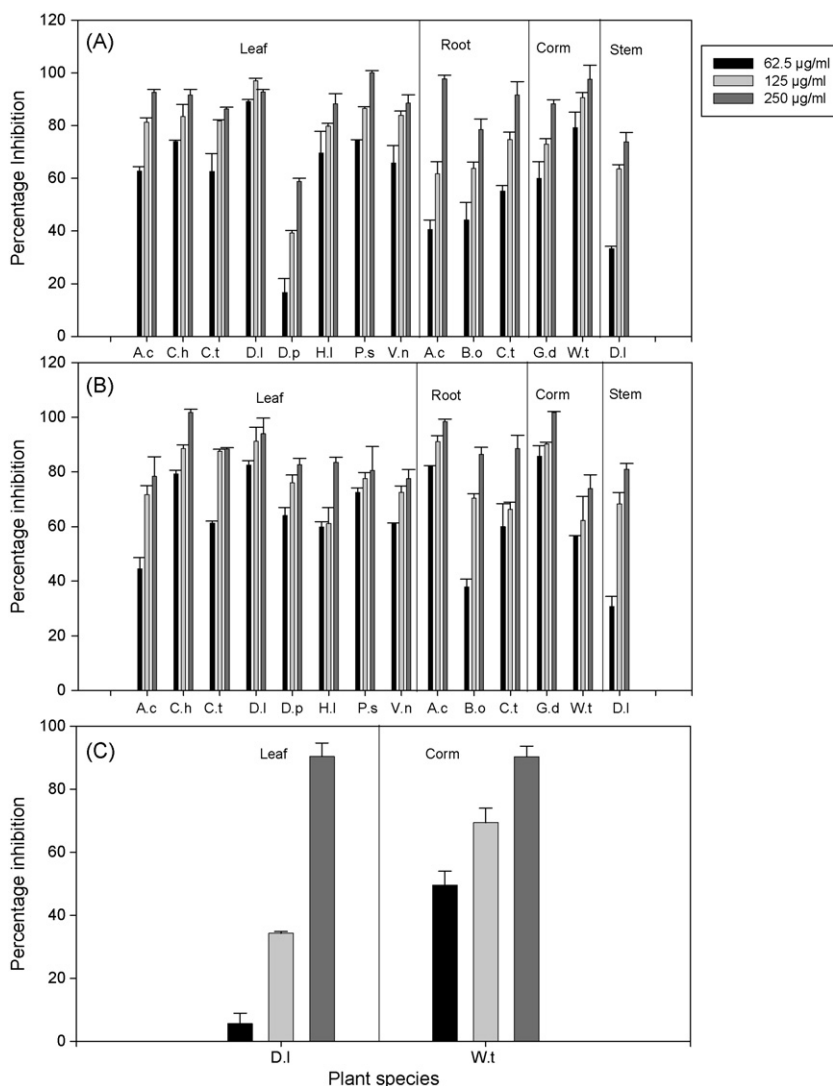 (A)
Leaf
Root
Corm
Stem
62.5 µg/ml
125 µg/ml
250 µg/ml
Percentage Inhibition
120
100
80
60
40
20
0
A.c C.h C.t D.l D.p H.l P.s V.n A.c B.o C.t G.d W.t D.l
(B)
Leaf
Root
Corm
Stem
Percentage inhibition
120
100
80
60
40
20
0
A.c C.h C.t D.l D.p H.l P.s V.n A.c B.o C.t G.d W.t D.l
(C)
Leaf
Corm
Percentage inhibition
100
80
60
40
20
0
D.l W.t
Plant species